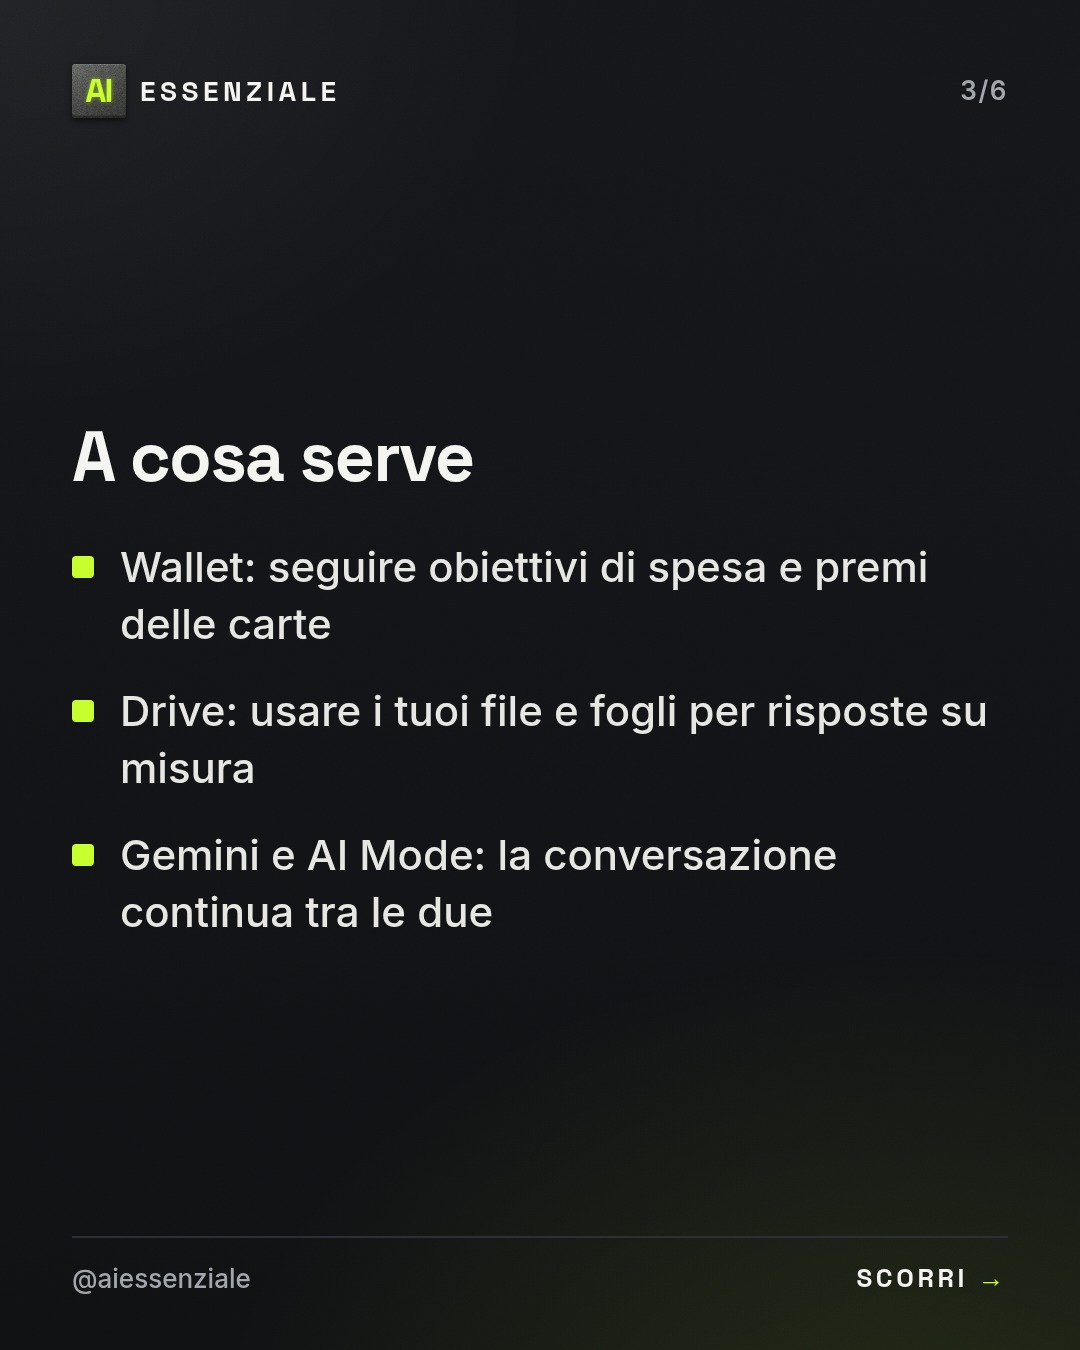 AI ESSENZIALE
3/6
A cosa serve
Wallet: seguire obiettivi di spesa e premi
delle carte
Drive: usare i tuoi file e fogli per risposte su
misura
Gemini e AI Mode: la conversazione
continua tra le due
@aiessenziale
SCORRI →